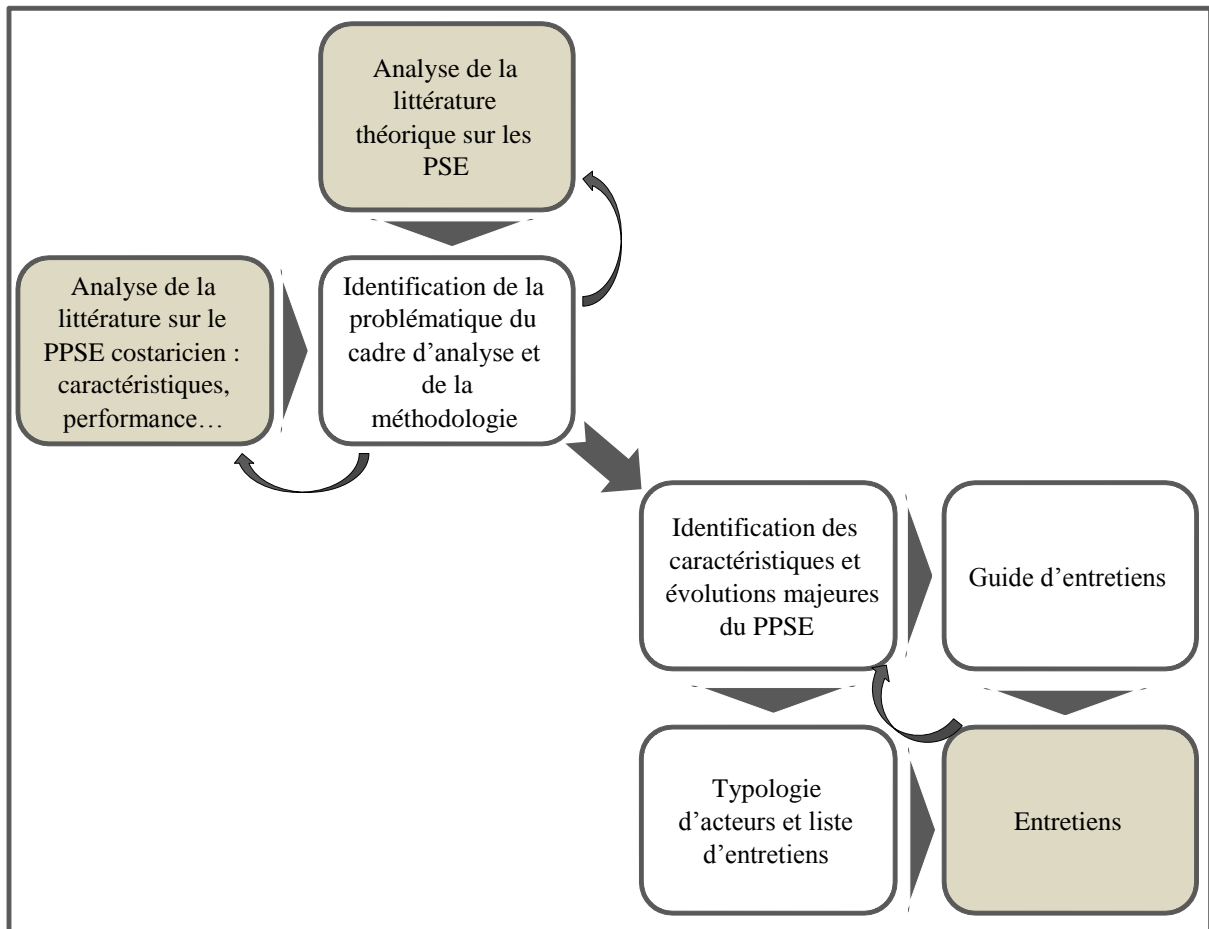 Analyse de la
littérature
théorique sur les
PSE
Analyse de la
littérature sur le
PPSE costaricien :
caractéristiques,
performance…
Identification de la
problématique du
cadre d’analyse et
de la
méthodologie
Identification des
caractéristiques et
évolutions majeures
du PPSE
Guide d’entretiens
Typologie
d’acteurs et liste
d’entretiens
Entretiens